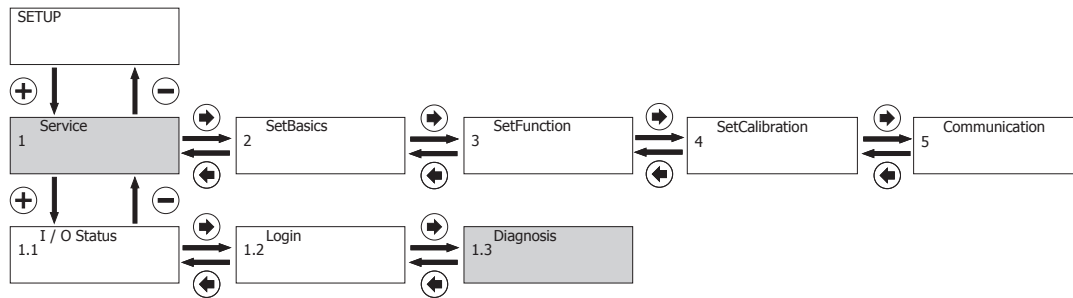 SETUP
Service
1
SetBasics
2
SetFunction
3
SetCalibration
4
Communication
5
I / O Status
1.1
Login
1.2
Diagnosis
1.3